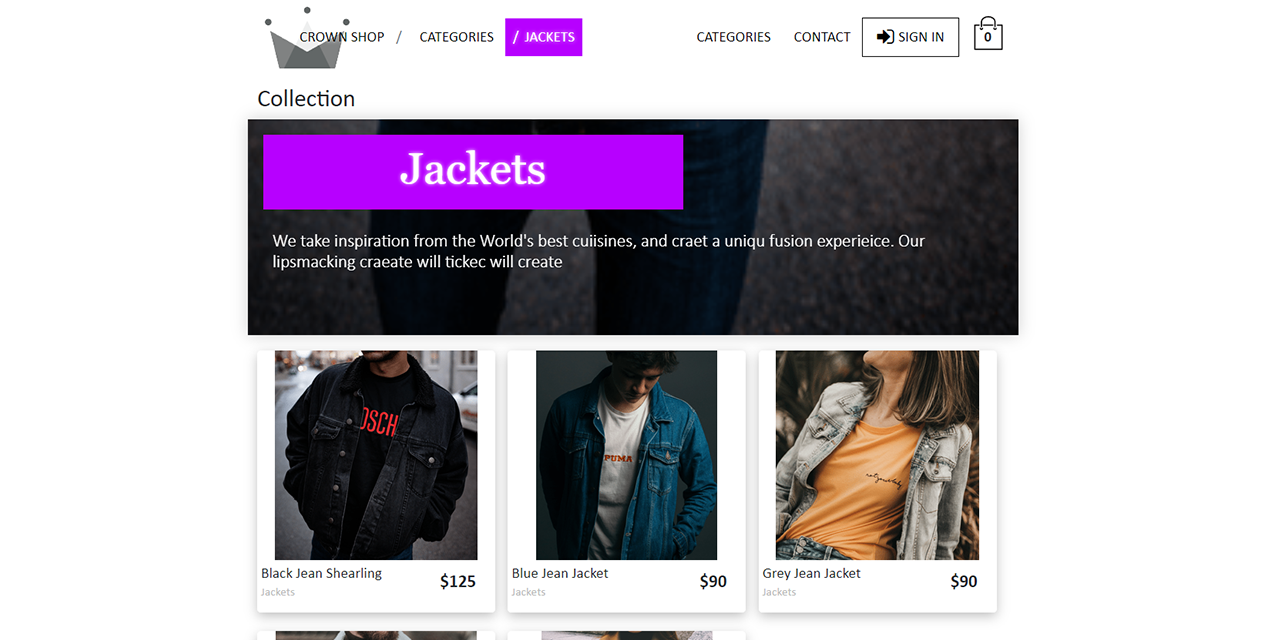 CROWN SHOP / CATEGORIES / JACKETS CATEGORIES CONTACT SIGN IN 0
Collection
Jackets
We take inspiration from the World's best cuiisines, and craet a uniqu fusion experieice. Our
lipsmacking craeate will tickec will create
OSCH
PUMA
Black Jean Shearling
$125
Jackets
Blue Jean Jacket
$90
Jackets
Grey Jean Jacket
$90
Jackets